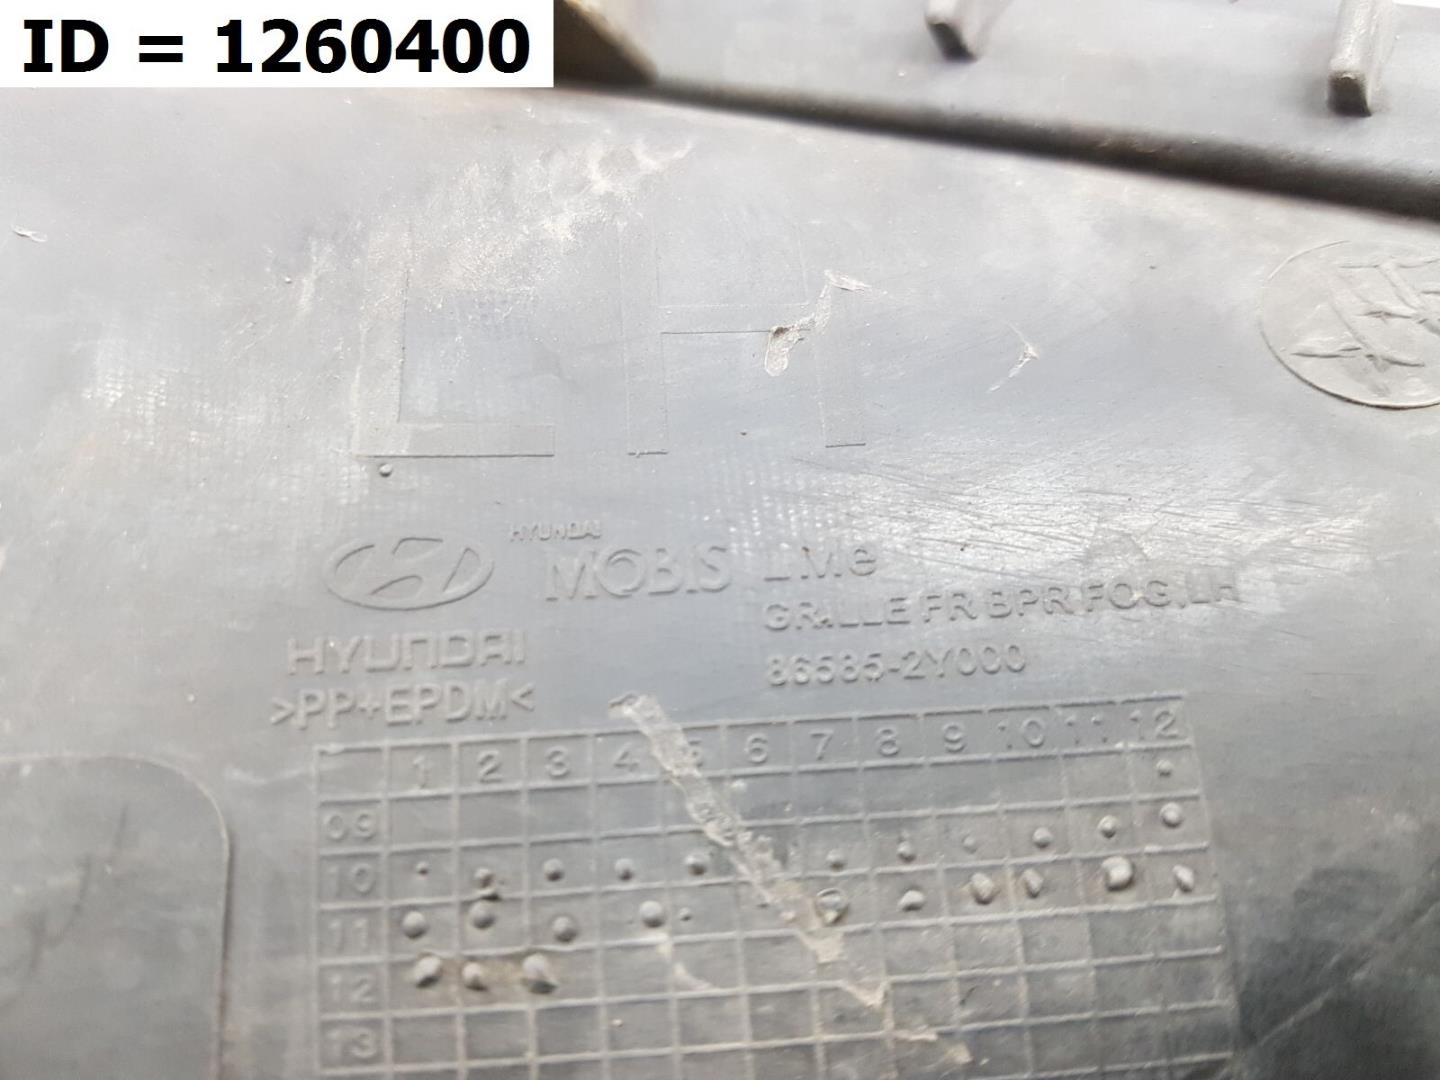 ID = 1260400
LH
HYUNDAI
MOBIS LMe
GRILLE FR BPR FOG,LH
HYUNDAI
86585-2Y000
>PP+EPDM<
1 2 3 4 5 6 7 8 9 10 11 12
09
10
11
12
13